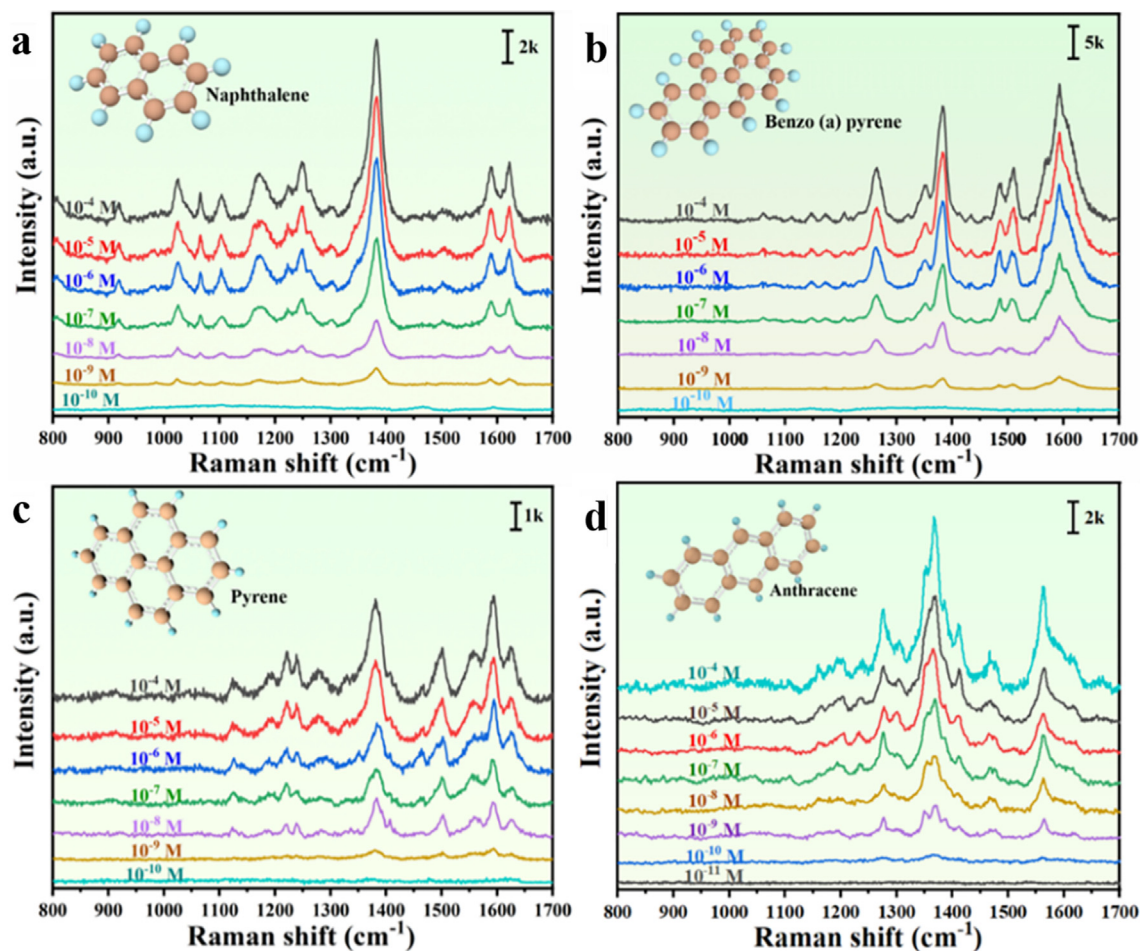 a
2k
Naphthalene
10-4 M
10-5 M
10-6 M
10-7 M
10-8 M
10-9 M
10-10 M
Intensity (a.u.)
800 900 1000 1100 1200 1300 1400 1500 1600 1700
Raman shift (cm-1)
b
5k
Benzo (a) pyrene
10-4 M
10-5 M
10-6 M
10-7 M
10-8 M
10-9 M
10-10 M
Intensity (a.u.)
800 900 1000 1100 1200 1300 1400 1500 1600 1700
Raman shift (cm-1)
c
1k
Pyrene
10-4 M
10-5 M
10-6 M
10-7 M
10-8 M
10-9 M
10-10 M
Intensity (a.u.)
800 900 1000 1100 1200 1300 1400 1500 1600 1700
Raman shift (cm-1)
d
2k
Anthracene
10-4 M
10-5 M
10-6 M
10-7 M
10-8 M
10-9 M
10-10 M
10-11 M
Intensity (a.u.)
800 900 1000 1100 1200 1300 1400 1500 1600 1700
Raman shift (cm-1)